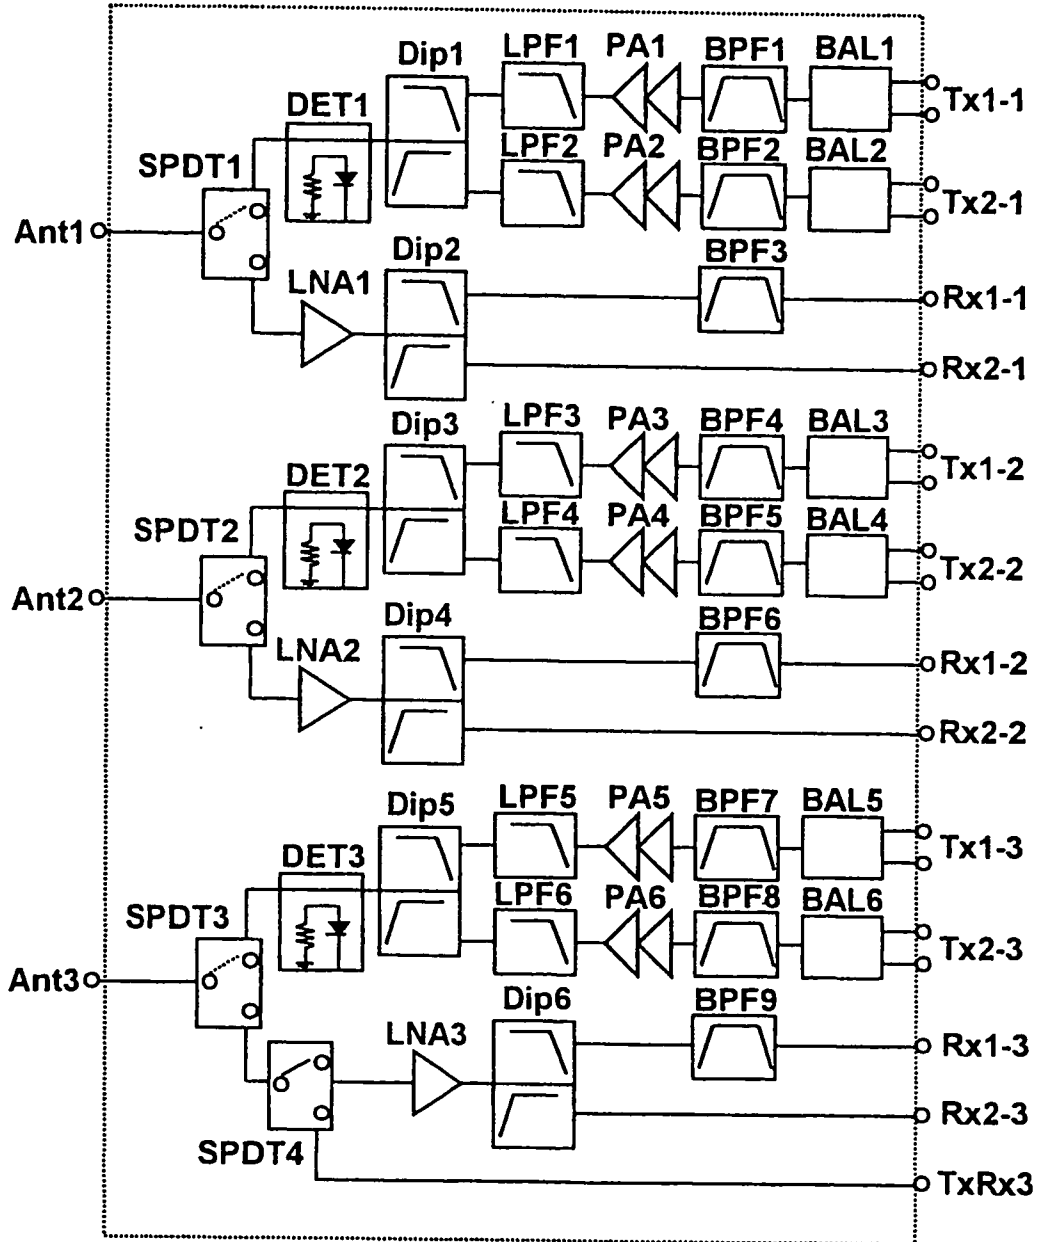 Dip1 LPF1 PA1 BPF1 BAL1
Tx1-1
DET1
LPF2 PA2 BPF2 BAL2
SPDT1
Tx2-1
Ant1
Dip2 BPF3
LNA1
Rx1-1
Rx2-1
Dip3 LPF3 PA3 BPF4 BAL3
Tx1-2
DET2
LPF4 PA4 BPF5 BAL4
SPDT2
Tx2-2
Ant2
Dip4 BPF6
LNA2
Rx1-2
Rx2-2
Dip5 LPF5 PA5 BPF7 BAL5
Tx1-3
DET3
LPF6 PA6 BPF8 BAL6
SPDT3
Tx2-3
Ant3
Dip6 BPF9
LNA3
Rx1-3
Rx2-3
SPDT4
TxRx3